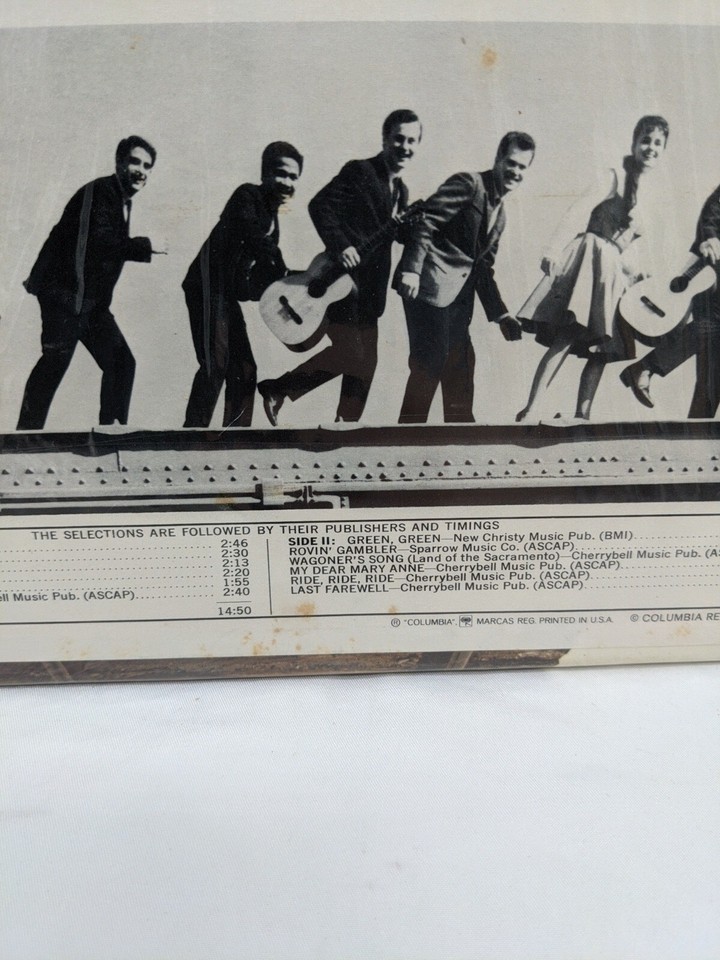 THE SELECTIONS ARE FOLLOWED BY THEIR PUBLISHERS AND TIMINGS
2:46
2:30
2:13
2:20
1:55
ell Music Pub. (ASCAP) 2:40
14:50
SIDE II: GREEN, GREEN—New Christy Music Pub. (BMI)
ROVIN' GAMBLER—Sparrow Music Co. (ASCAP)
WAGONER'S SONG (Land of the Sacramento)—Cherrybell Music Pub. (AS
MY DEAR MARY ANNE—Cherrybell Music Pub. (ASCAP)
RIDE, RIDE, RIDE—Cherrybell Music Pub. (ASCAP)
LAST FAREWELL—Cherrybell Music Pub. (ASCAP)
® "COLUMBIA", MARCAS REG. PRINTED IN U.S.A. © COLUMBIA RE